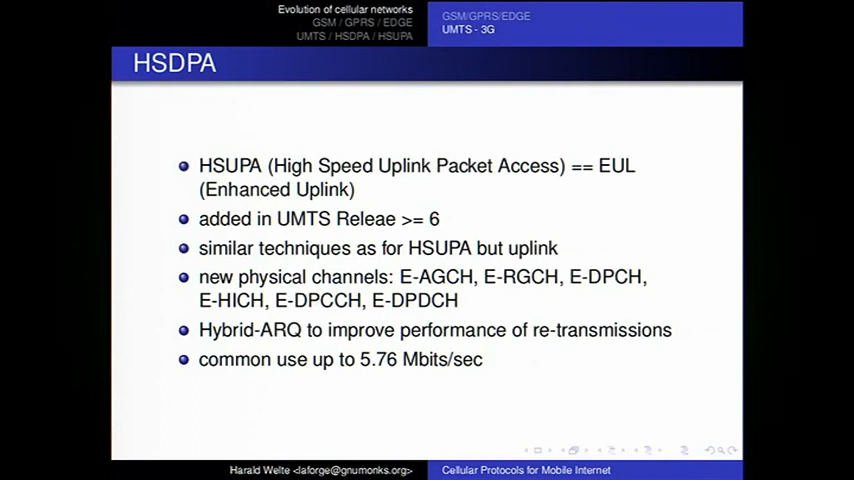 Evolution of cellular networks
GSM / GPRS / EDGE
UMTS / HSDPA / HSUPA
GSM/GPRS/EDGE
UMTS - 3G
HSDPA
HSUPA (High Speed Uplink Packet Access) == EUL
(Enhanced Uplink)
added in UMTS Releae >= 6
similar techniques as for HSUPA but uplink
new physical channels: E-AGCH, E-RGCH, E-DPCH,
E-HICH, E-DPCCH, E-DPDCH
Hybrid-ARQ to improve performance of re-transmissions
common use up to 5.76 Mbits/sec
Harald Welte <laforge@gnumonks.org>
Cellular Protocols for Mobile Internet